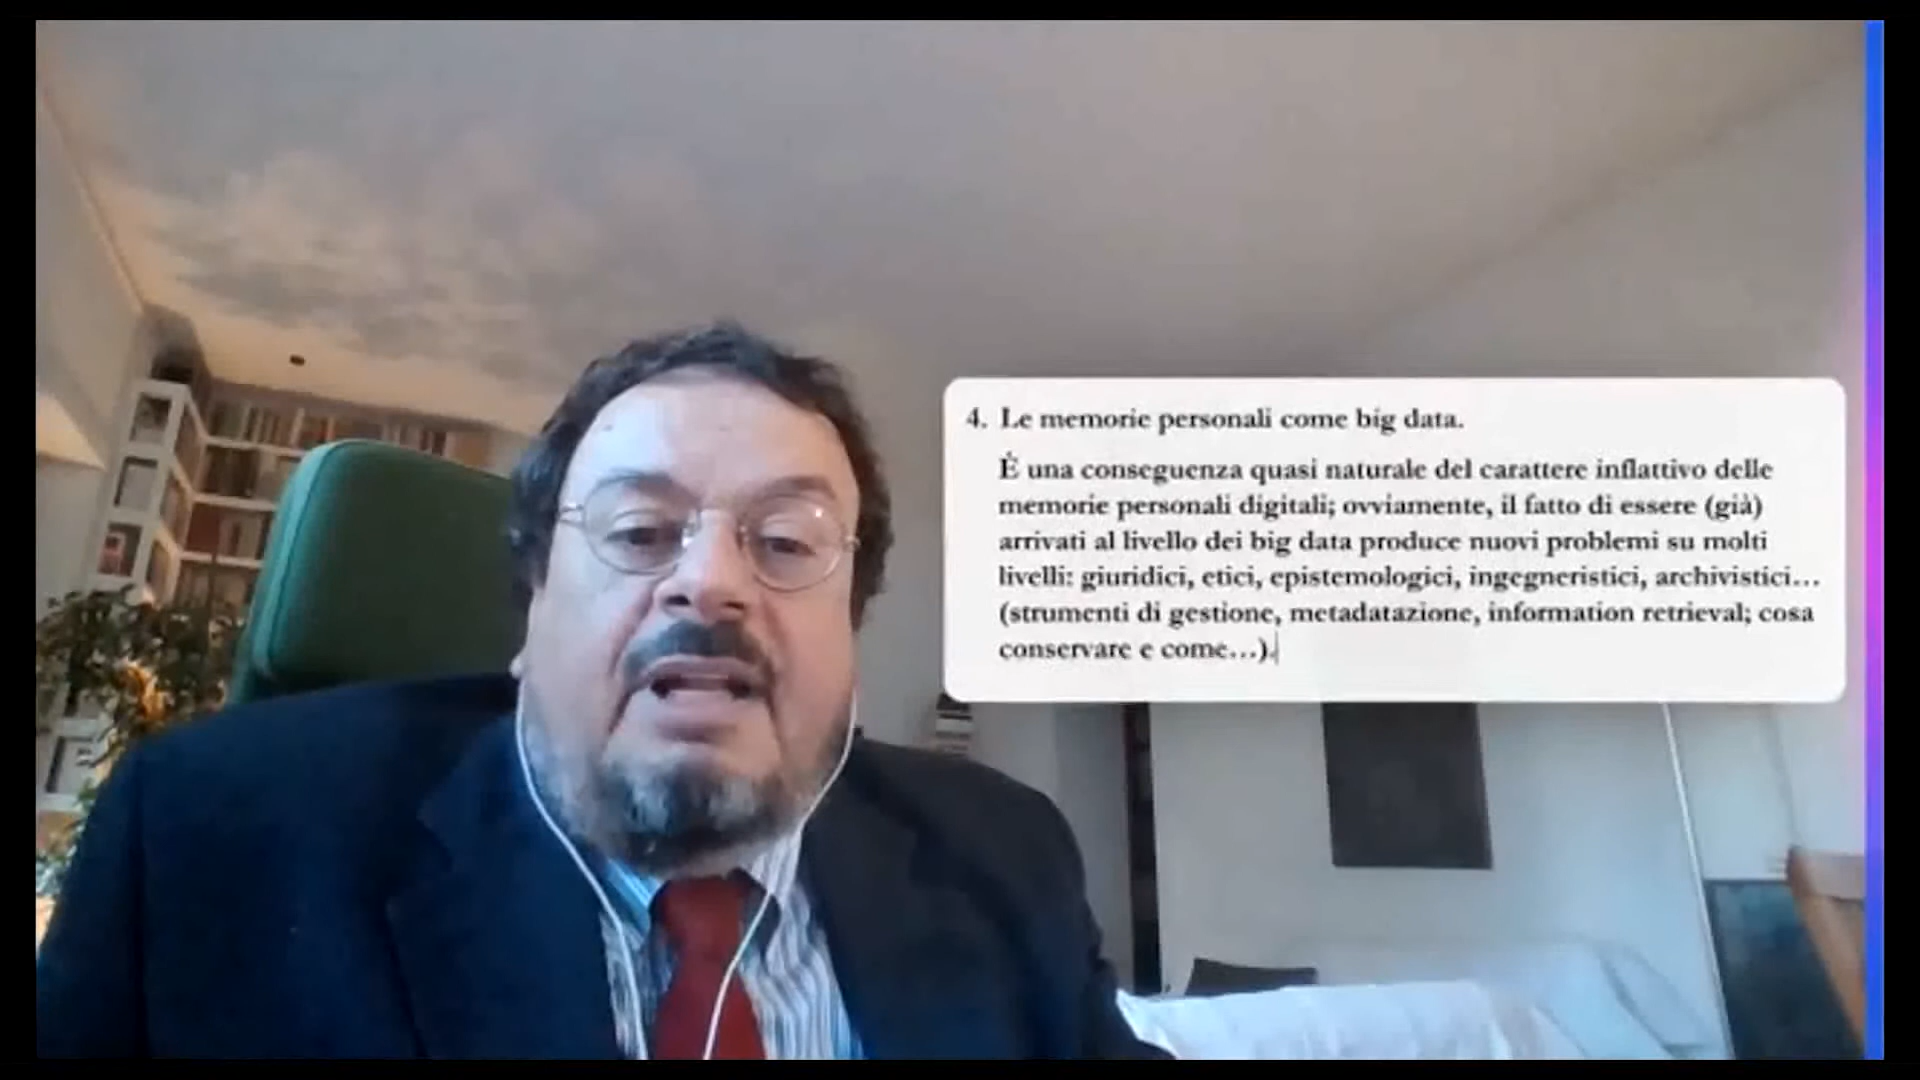 4. Le memorie personali come big data.
È una conseguenza quasi naturale del carattere inflattivo delle
memorie personali digitali; ovviamente, il fatto di essere (già)
arrivati al livello dei big data produce nuovi problemi su molti
livelli: giuridici, etici, epistemologici, ingegneristici, archivistici…
(strumenti di gestione, metadatazione, information retrieval; cosa
conservare e come…).